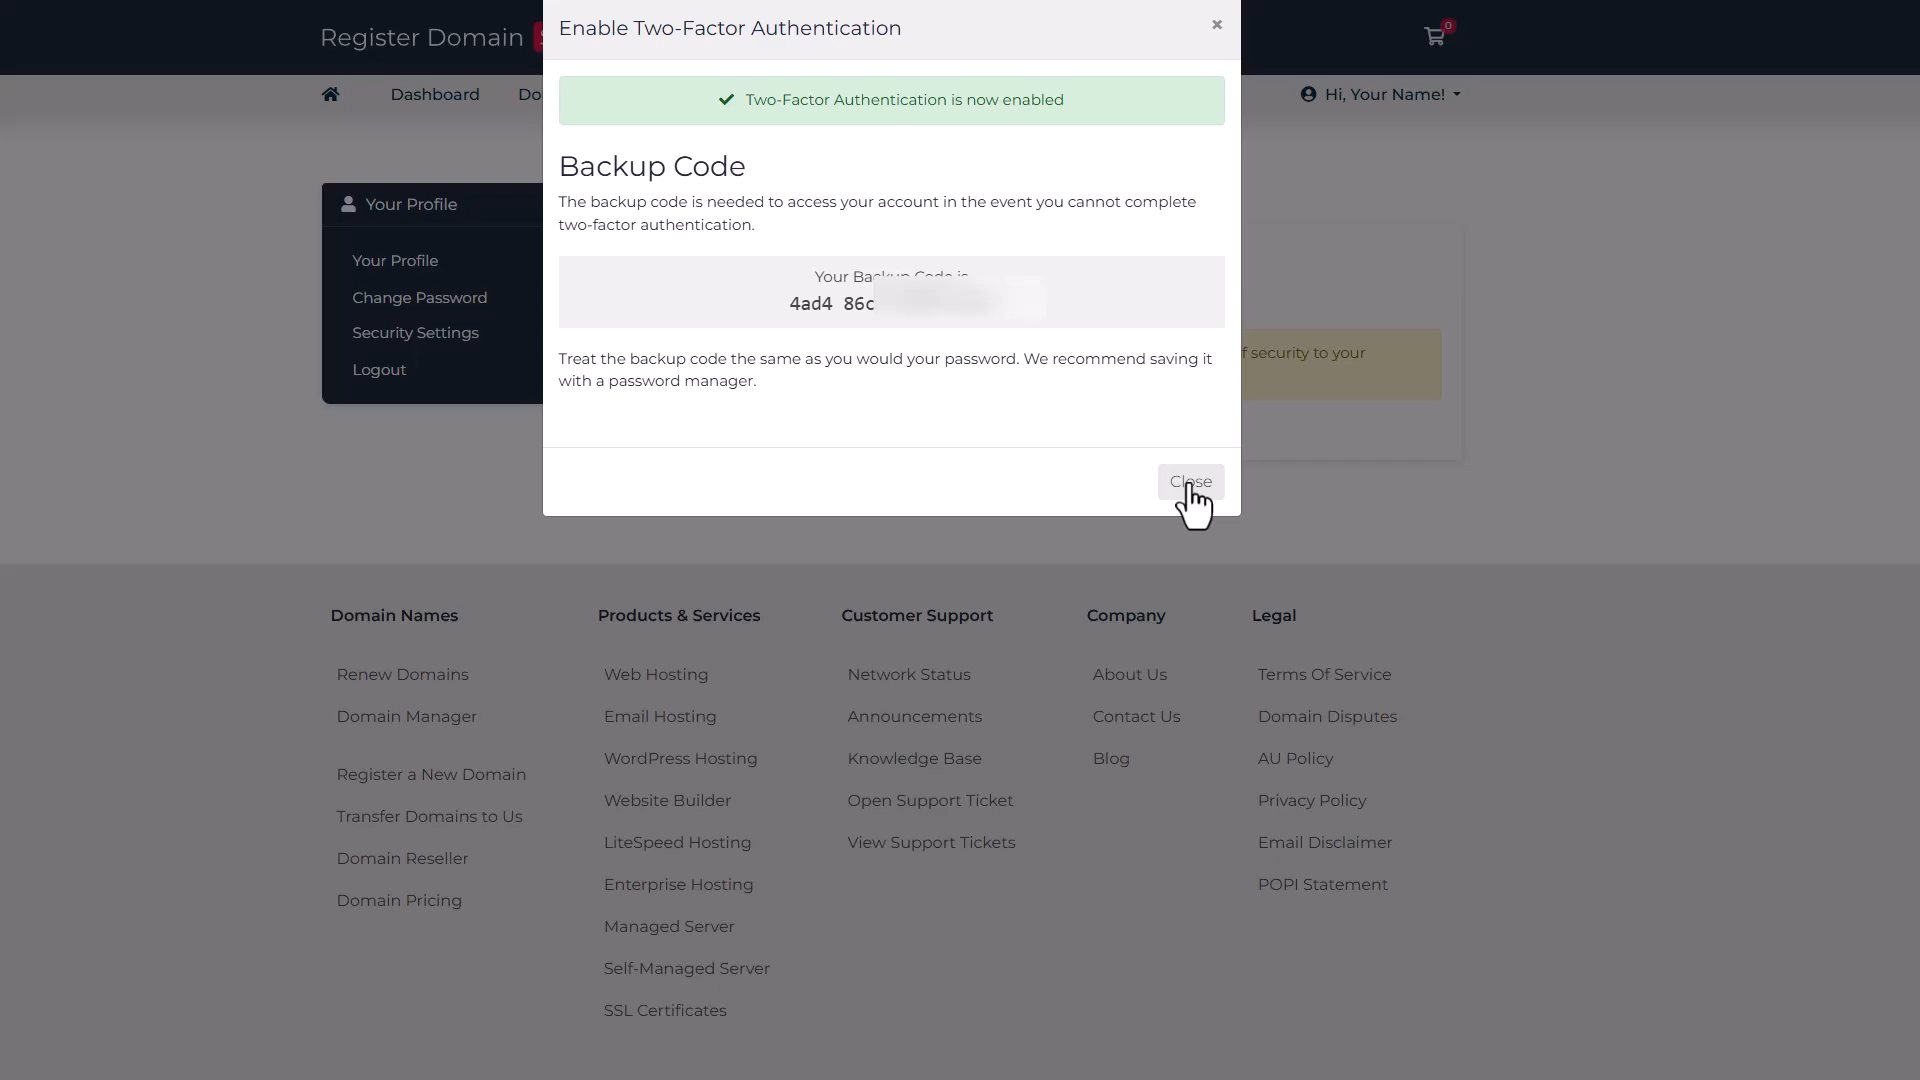 Enable Two-Factor Authentication
×
Register Domain
0
Dashboard
Do
Hi, Your Name!
Two-Factor Authentication is now enabled
Backup Code
The backup code is needed to access your account in the event you cannot complete
two-factor authentication.
Your Profile
Your Profile
Change Password
Security Settings
Logout
Your Backup Code is
4ad4 86c
Treat the backup code the same as you would your password. We recommend saving it
with a password manager.
f security to your
Close
Domain Names
Renew Domains
Domain Manager
Register a New Domain
Transfer Domains to Us
Domain Reseller
Domain Pricing
Products & Services
Web Hosting
Email Hosting
WordPress Hosting
Website Builder
LiteSpeed Hosting
Enterprise Hosting
Managed Server
Self-Managed Server
SSL Certificates
Customer Support
Network Status
Announcements
Knowledge Base
Open Support Ticket
View Support Tickets
Company
About Us
Contact Us
Blog
Legal
Terms Of Service
Domain Disputes
AU Policy
Privacy Policy
Email Disclaimer
POPI Statement